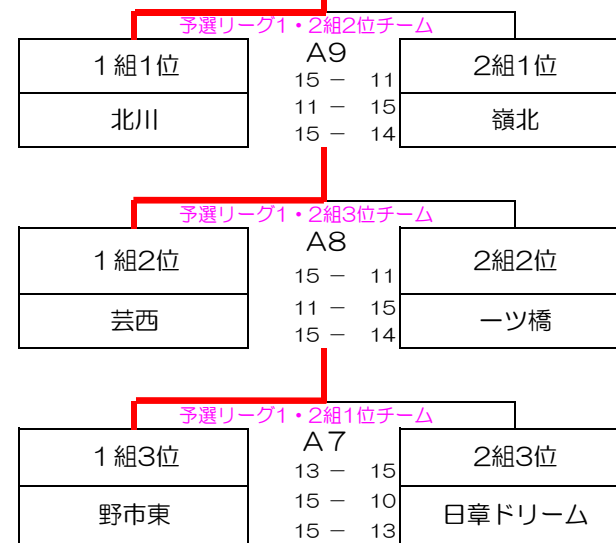 予選リーグ1・2組2位チーム
1組1位 A9 2組1位
15 － 11
北川 11 － 15 嶺北
15 － 14
予選リーグ1・2組3位チーム
1組2位 A8 2組2位
15 － 11
芸西 11 － 15 一ツ橋
15 － 14
予選リーグ1・2組1位チーム
1組3位 A7 2組3位
13 － 15
野市東 15 － 10 日章ドリーム
15 － 13